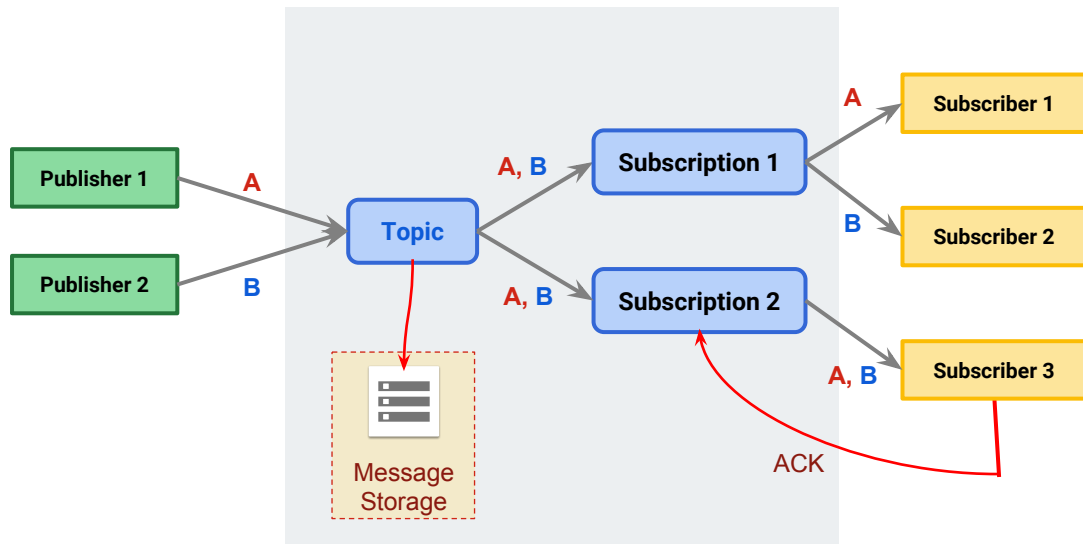 Publisher 1
Publisher 2
A
B
Topic
Message
Storage
A, B
A, B
Subscription 1
Subscription 2
A
B
A, B
Subscriber 1
Subscriber 2
Subscriber 3
ACK